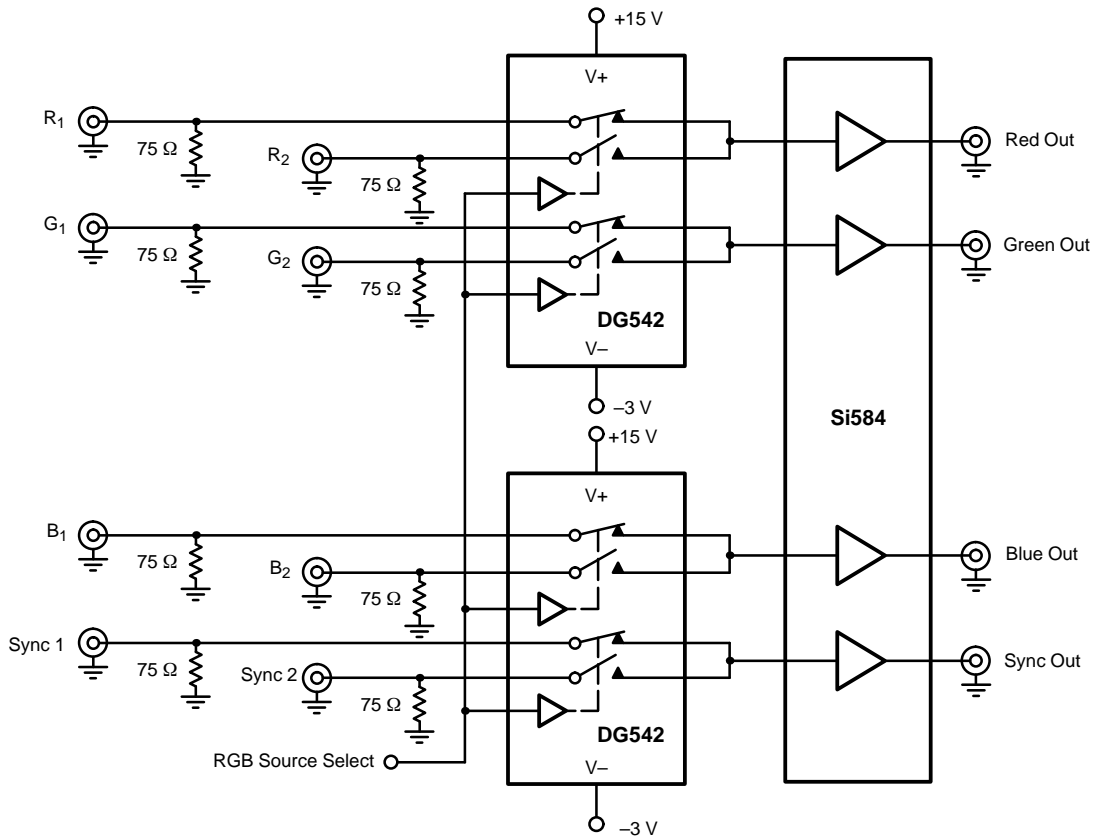 +15 V
V+
R1
75 Ω
R2
75 Ω
Red Out
G1
75 Ω
G2
75 Ω
Green Out
DG542
V–
–3 V
+15 V
Si584
V+
B1
75 Ω
B2
75 Ω
Blue Out
Sync 1
75 Ω
Sync 2
75 Ω
Sync Out
DG542
RGB Source Select
V–
–3 V